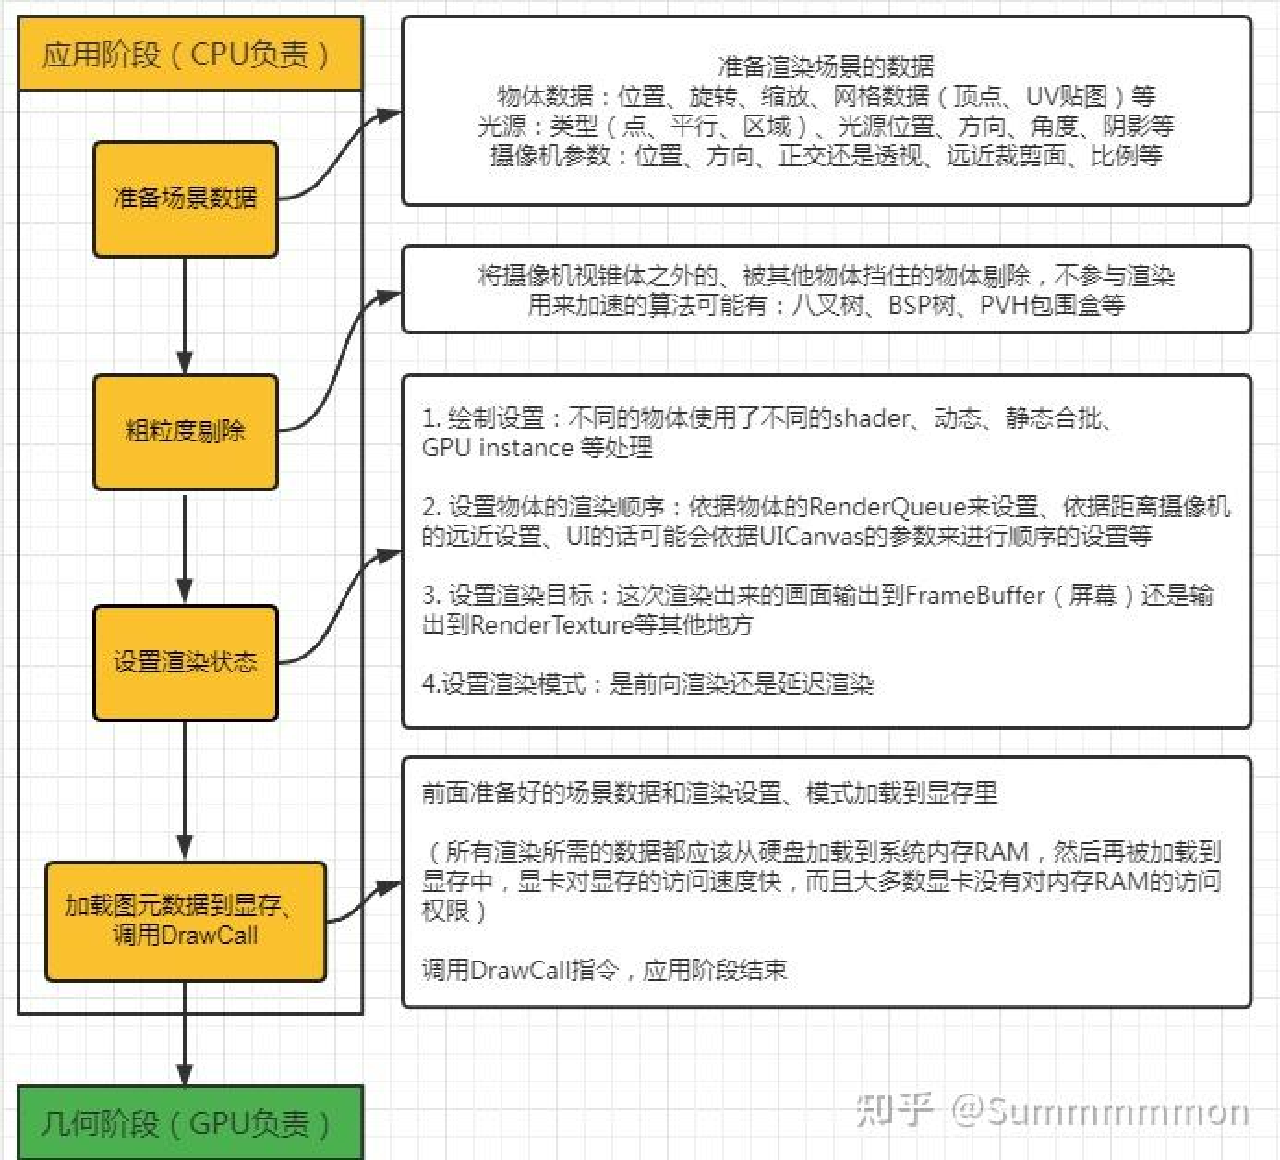 应用阶段（CPU负责）
准备渲染场景的数据
物体数据：位置、旋转、缩放、网格数据（顶点、UV贴图）等
光源：类型（点、平行、区域）、光源位置、方向、角度、阴影等
摄像机参数：位置、方向、正交还是透视、远近裁剪面、比例等
准备场景数据
将摄像机视锥体之外的、被其他物体挡住的物体剔除，不参与渲染
用来加速的算法可能有：八叉树、BSP树、PVH包围盒等
粗粒度剔除
1. 绘制设置：不同的物体使用了不同的shader、动态、静态合批、
GPU instance 等处理
2. 设置物体的渲染顺序：依据物体的RenderQueue来设置、依据距离摄像机
的远近设置、UI的话可能会依据UICanvas的参数来进行顺序的设置等
3. 设置渲染目标：这次渲染出来的画面输出到FrameBuffer（屏幕）还是输
出到RenderTexture等其他地方
4.设置渲染模式：是前向渲染还是延迟渲染
设置渲染状态
前面准备好的场景数据和渲染设置、模式加载到显存里
（所有渲染所需的数据都应该从硬盘加载到系统内存RAM，然后再被加载到
显存中，显卡对显存的访问速度快，而且大多数显卡没有对内存RAM的访问
权限）
调用DrawCall指令，应用阶段结束
加载图元数据到显存、
调用DrawCall
几何阶段（GPU负责）
知乎 @Summmmmmon